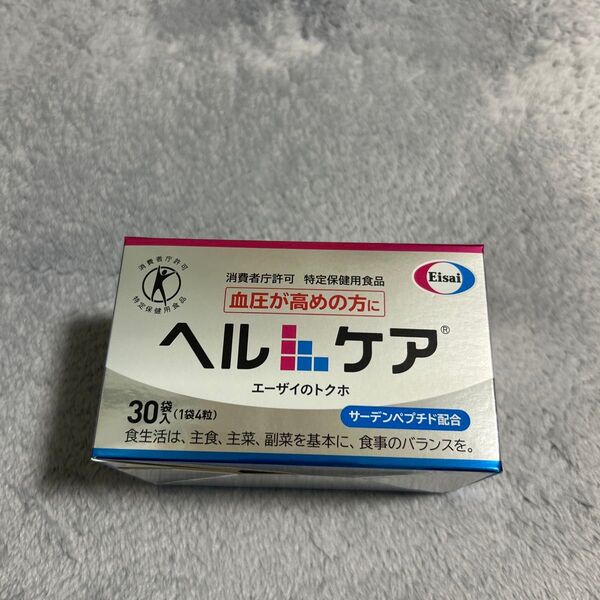 消費者庁許可
特定保健用食品
消費者庁許可 特定保健用食品
Eisai
血圧が高めの方に
ヘルケア®
エーザイのトクホ
30袋入(1袋4粒)
サーデンペプチド配合
食生活は、主食、主菜、副菜を基本に、食事のバランスを。